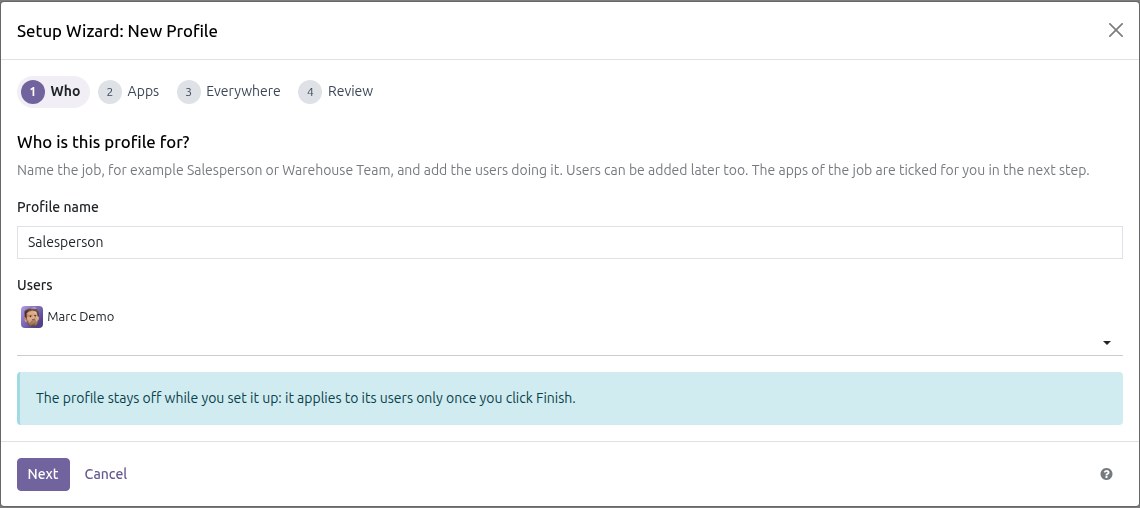 Setup Wizard: New Profile
1 Who 2 Apps 3 Everywhere 4 Review
Who is this profile for?
Name the job, for example Salesperson or Warehouse Team, and add the users doing it. Users can be added later too. The apps of the job are ticked for you in the next step.
Profile name
Salesperson
Users
Marc Demo
The profile stays off while you set it up: it applies to its users only once you click Finish.
Next Cancel ?